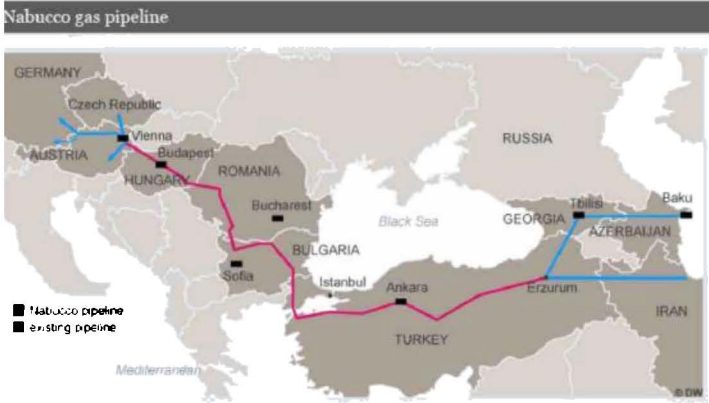 Nabucco gas pipeline
GERMANY
Czech Republic
Vienna
AUSTRIA
Budapest
HUNGARY
ROMANIA
Bucharest
BULGARIA
Sofia
Istanbul
Ankara
TURKEY
Erzurum
Black Sea
RUSSIA
GEORGIA
Tbilisi
Baku
AZERBAIJAN
IRAN
Nabucco pipeline
existing pipeline
Mediterranean
© DW